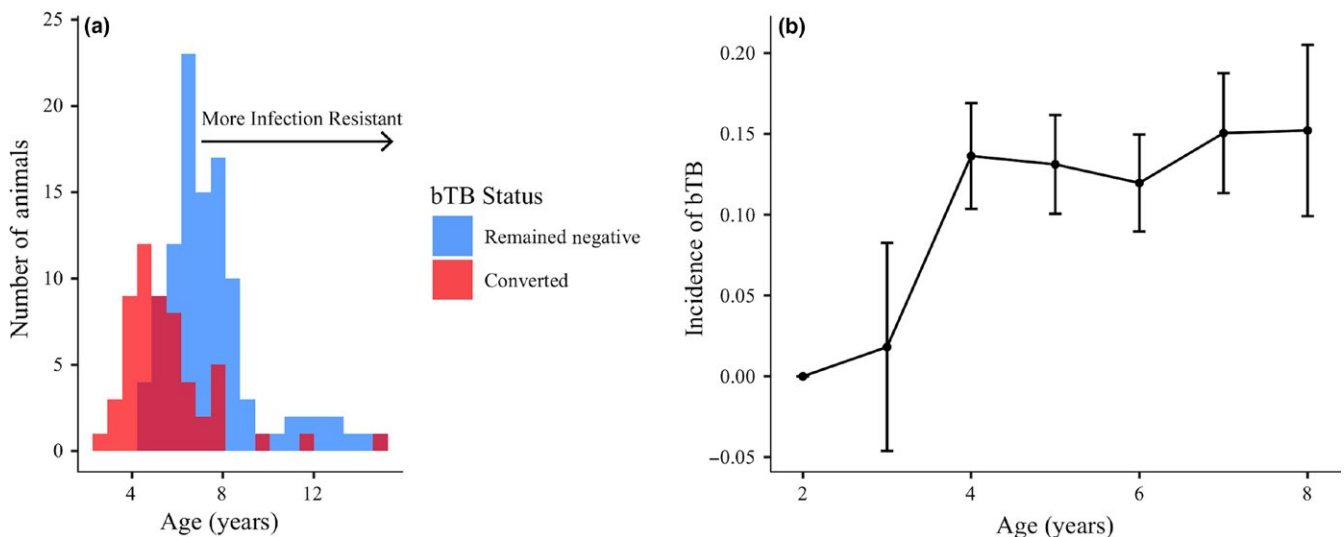 (a)
25
20
15
10
5
0
Number of animals
More Infection Resistant
4 8 12
Age (years)
bTB Status
Remained negative
Converted
(b)
0.20
0.15
0.10
0.05
0.00
−0.05
Incidence of bTB
2 4 6 8
Age (years)